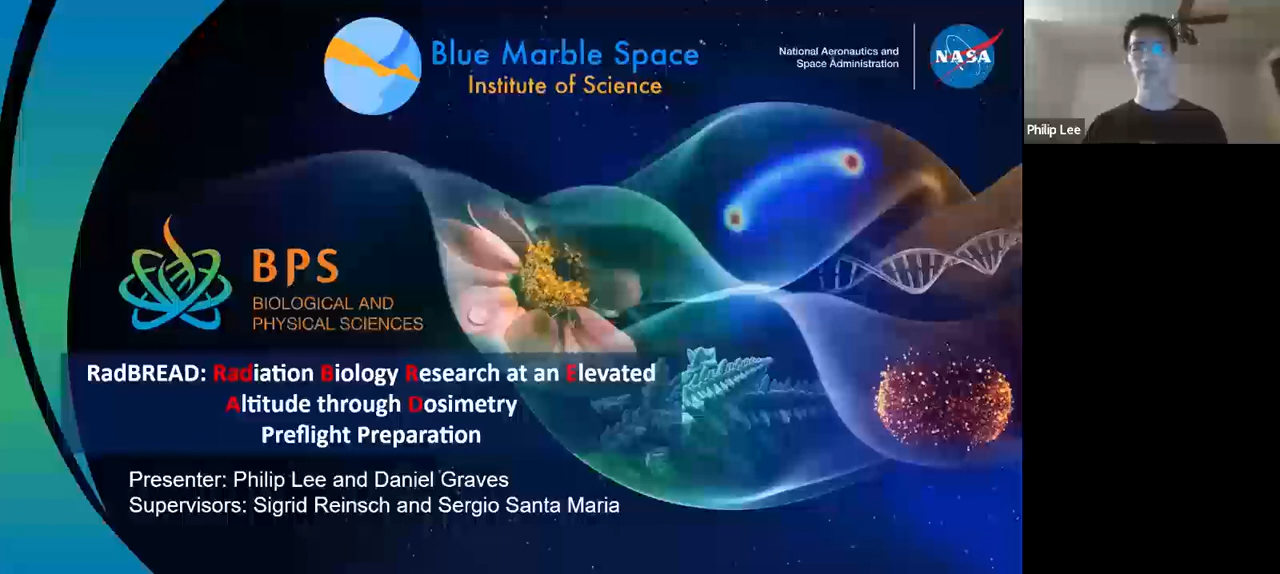 Blue Marble Space
Institute of Science
National Aeronautics and
Space Administration
NASA
Philip Lee
BPS
BIOLOGICAL AND
PHYSICAL SCIENCES
RadBREAD: Radiation Biology Research at an Elevated
Altitude through Dosimetry
Preflight Preparation
Presenter: Philip Lee and Daniel Graves
Supervisors: Sigrid Reinsch and Sergio Santa Maria